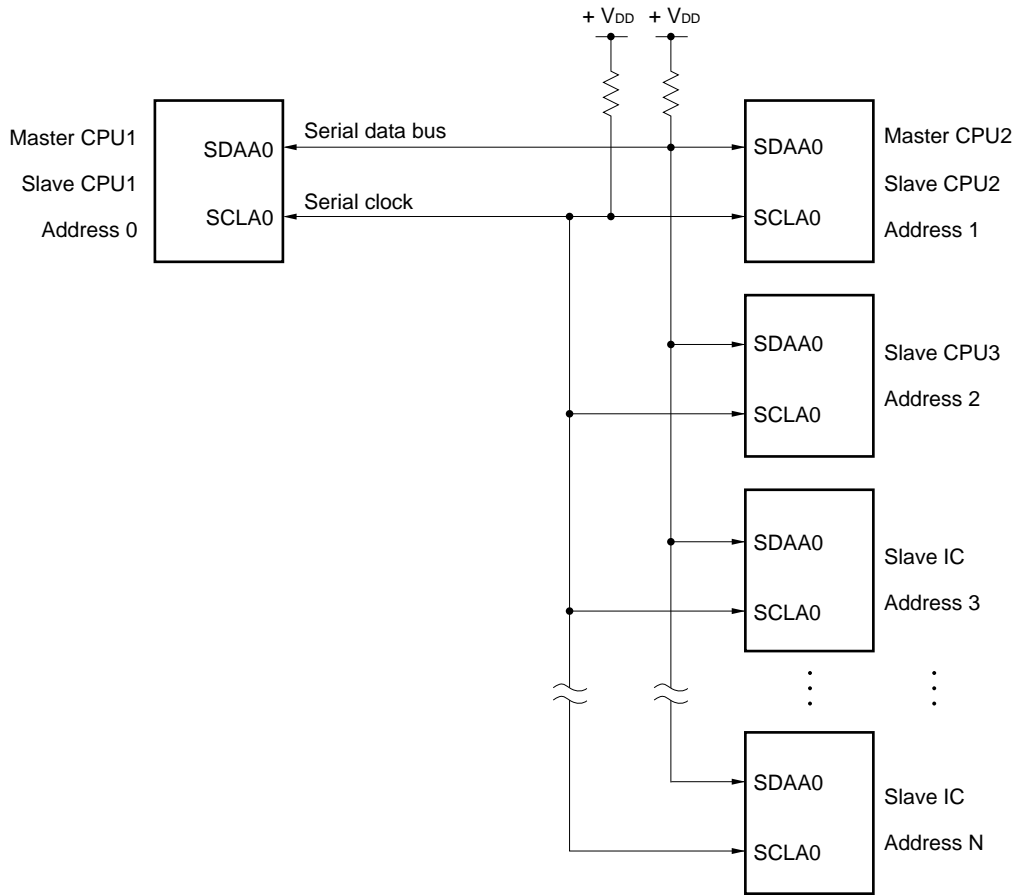 + VDD
+ VDD
Master CPU1
Slave CPU1
Address 0
SDAA0
SCLA0
Serial data bus
Serial clock
SDAA0
SCLA0
Master CPU2
Slave CPU2
Address 1
SDAA0
SCLA0
Slave CPU3
Address 2
SDAA0
SCLA0
Slave IC
Address 3
SDAA0
SCLA0
Slave IC
Address N